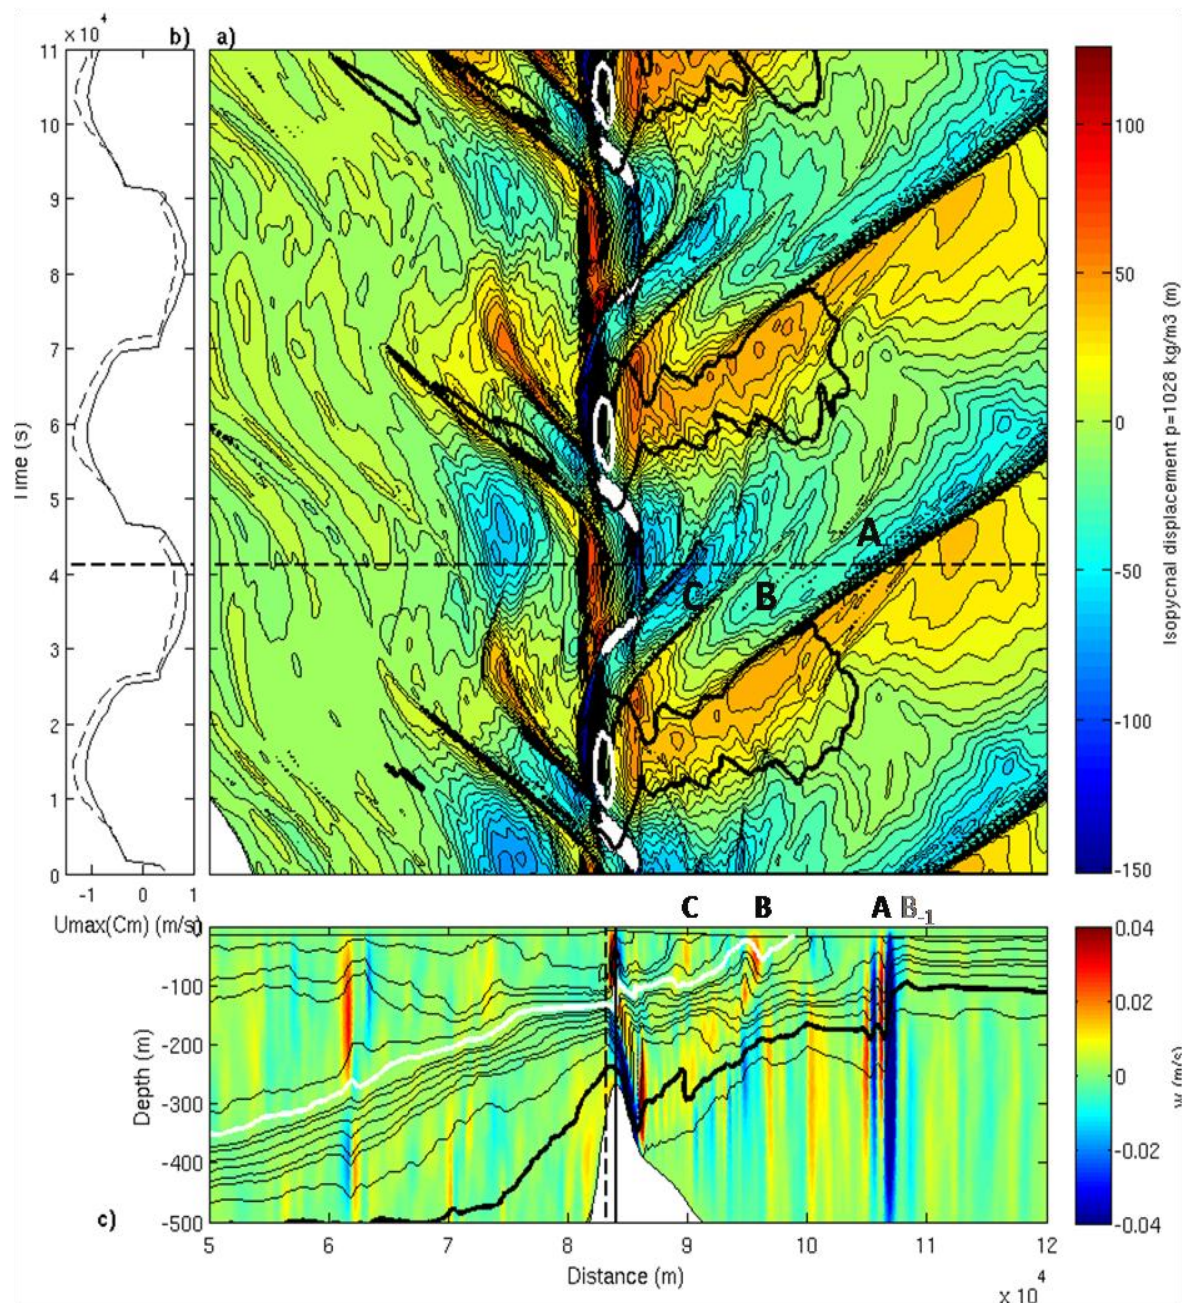 x 10 4
b) a)
11
10
9
8
7
6
5
4
3
2
1
0
Time (s)
-1 0 1
Umax(Cm) (m/s)
A
B
C
100
50
0
-50
-100
-150
Isopycnal displacement p=1028 kg/m3 (m)
C B A B-1
0
-100
-200
-300
-400
-500
Depth (m)
c)
5 6 7 8 9 10 11 12
Distance (m)
x 10 4
0.04
0.02
0
-0.02
-0.04
w (m/s)